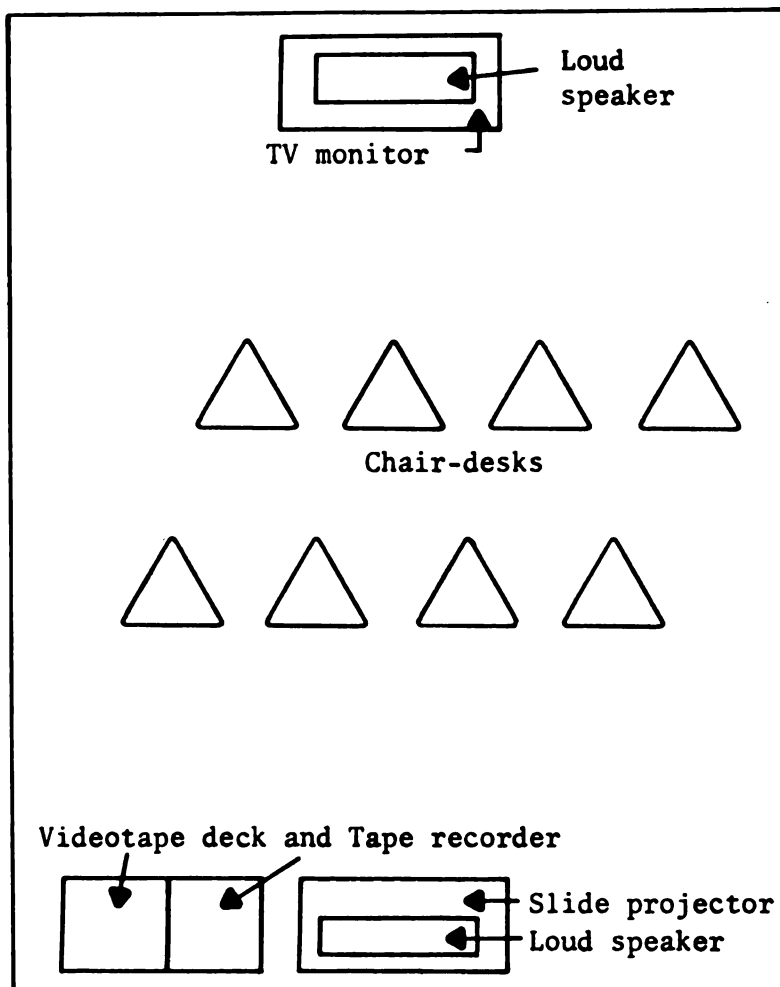 Loud
speaker
TV monitor
Chair-desks
Videotape deck and Tape recorder
Slide projector
Loud speaker